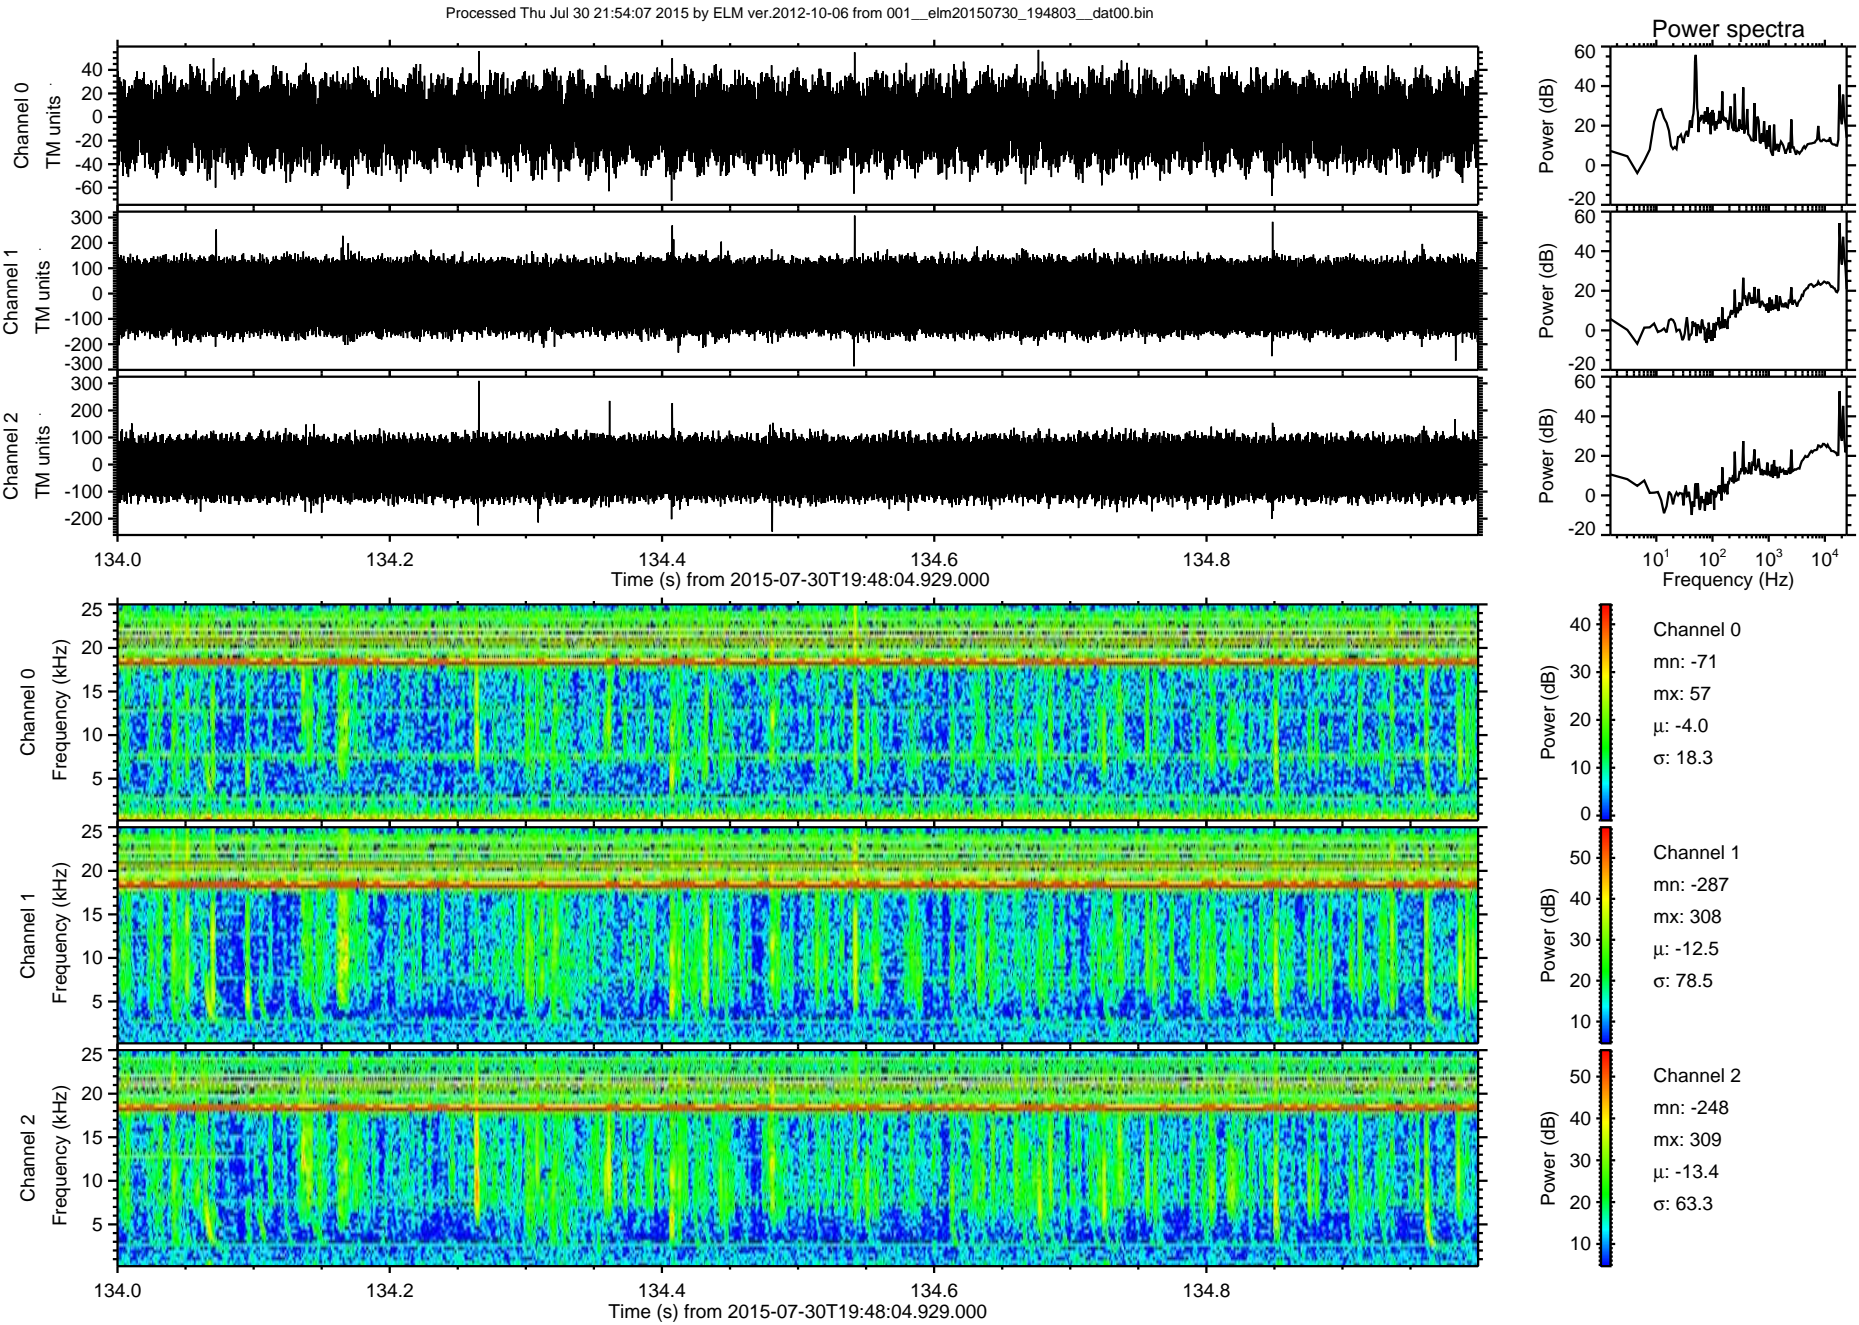 Processed Thu Jul 30 21:54:07 2015 by ELM ver.2012-10-06 from 001__elm20150730_194803__dat00.bin
Power spectra
Channel 0
TM units
40
20
0
-20
-40
-60
Power (dB)
60
40
20
0
-20
Channel 1
TM units
300
200
100
0
-100
-200
-300
Power (dB)
60
40
20
0
-20
Channel 2
TM units
300
200
100
0
-100
-200
Power (dB)
60
40
20
0
-20
134.0 134.2 134.4 134.6 134.8
Time (s) from 2015-07-30T19:48:04.929.000
10¹ 10² 10³ 10⁴
Frequency (Hz)
Channel 0
Frequency (kHz)
25
20
15
10
5
Power (dB)
40
30
20
10
0
Channel 0
mn: -71
mx: 57
μ: -4.0
σ: 18.3
Channel 1
Frequency (kHz)
25
20
15
10
5
Power (dB)
50
40
30
20
10
Channel 1
mn: -287
mx: 308
μ: -12.5
σ: 78.5
Channel 2
Frequency (kHz)
25
20
15
10
5
Power (dB)
50
40
30
20
10
Channel 2
mn: -248
mx: 309
μ: -13.4
σ: 63.3
134.0 134.2 134.4 134.6 134.8
Time (s) from 2015-07-30T19:48:04.929.000